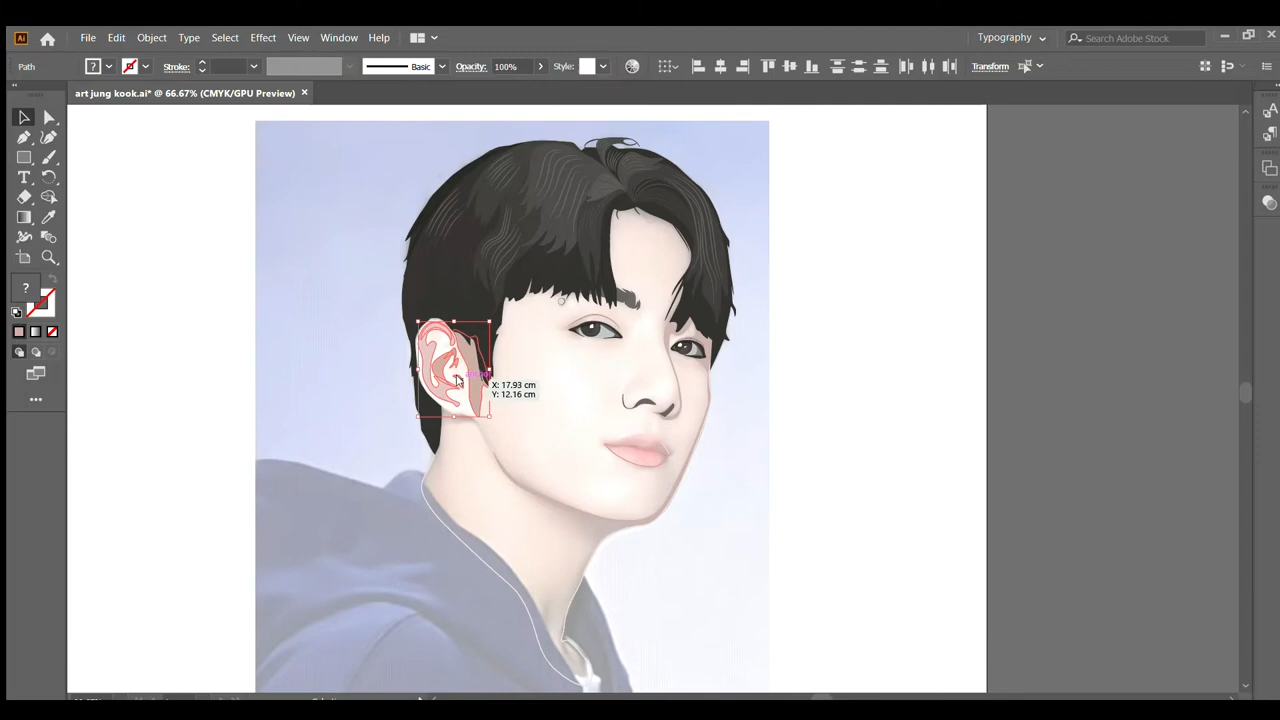 Ai File Edit Object Type Select Effect View Window Help Typography Search Adobe Stock
Path ? Stroke: Basic Opacity: 100% Style: Transform
art jung kook.ai* @ 66.67% (CMYK/GPU Preview)
?
X: 17.93 cm
Y: 12.16 cm